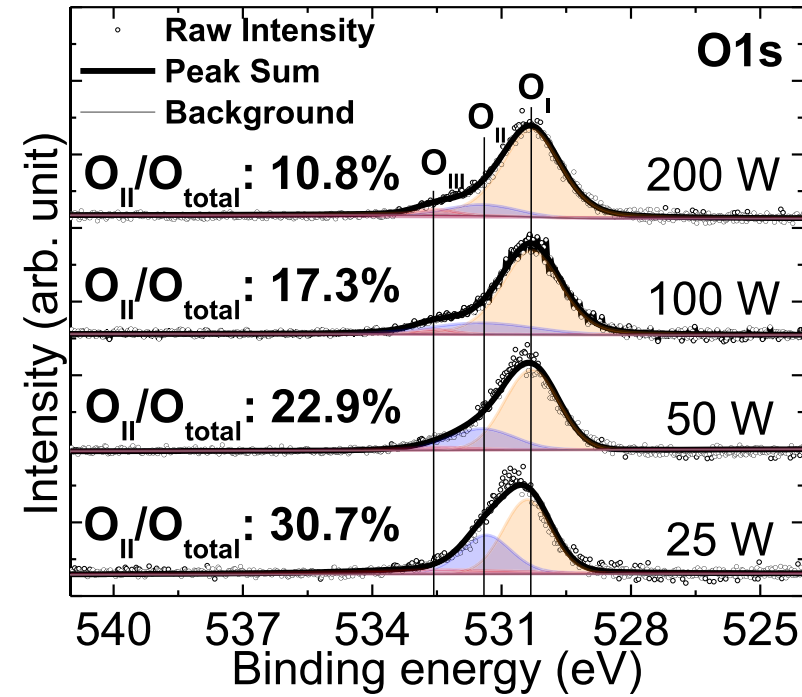 Raw Intensity
Peak Sum
Background
O1s
O_I
O_II
O_III
O_II/O_total: 10.8%
200 W
O_II/O_total: 17.3%
100 W
O_II/O_total: 22.9%
50 W
O_II/O_total: 30.7%
25 W
Intensity (arb. unit)
540 537 534 531 528 525
Binding energy (eV)